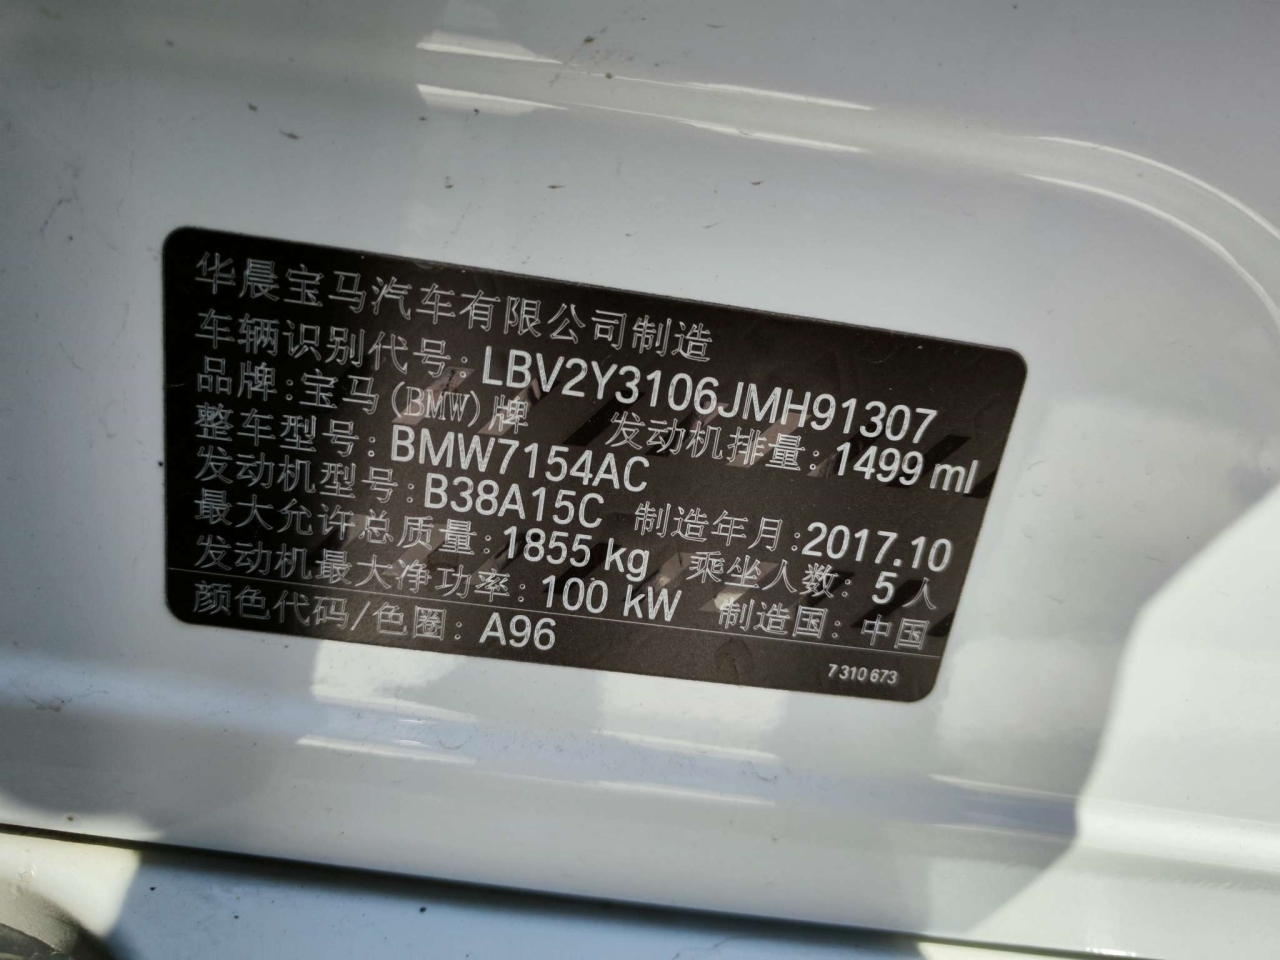 华晨宝马汽车有限公司制造
车辆识别代号:LBV2Y3106JMH91307
品牌:宝马(BMW)牌 发动机排量:1499 ml
整车型号:BMW7154AC
发动机型号:B38A15C 制造年月:2017.10
最大允许总质量:1855 kg 乘坐人数:5人
发动机最大净功率:100 kW 制造国:中国
颜色代码/色圈:A96
7 310 673